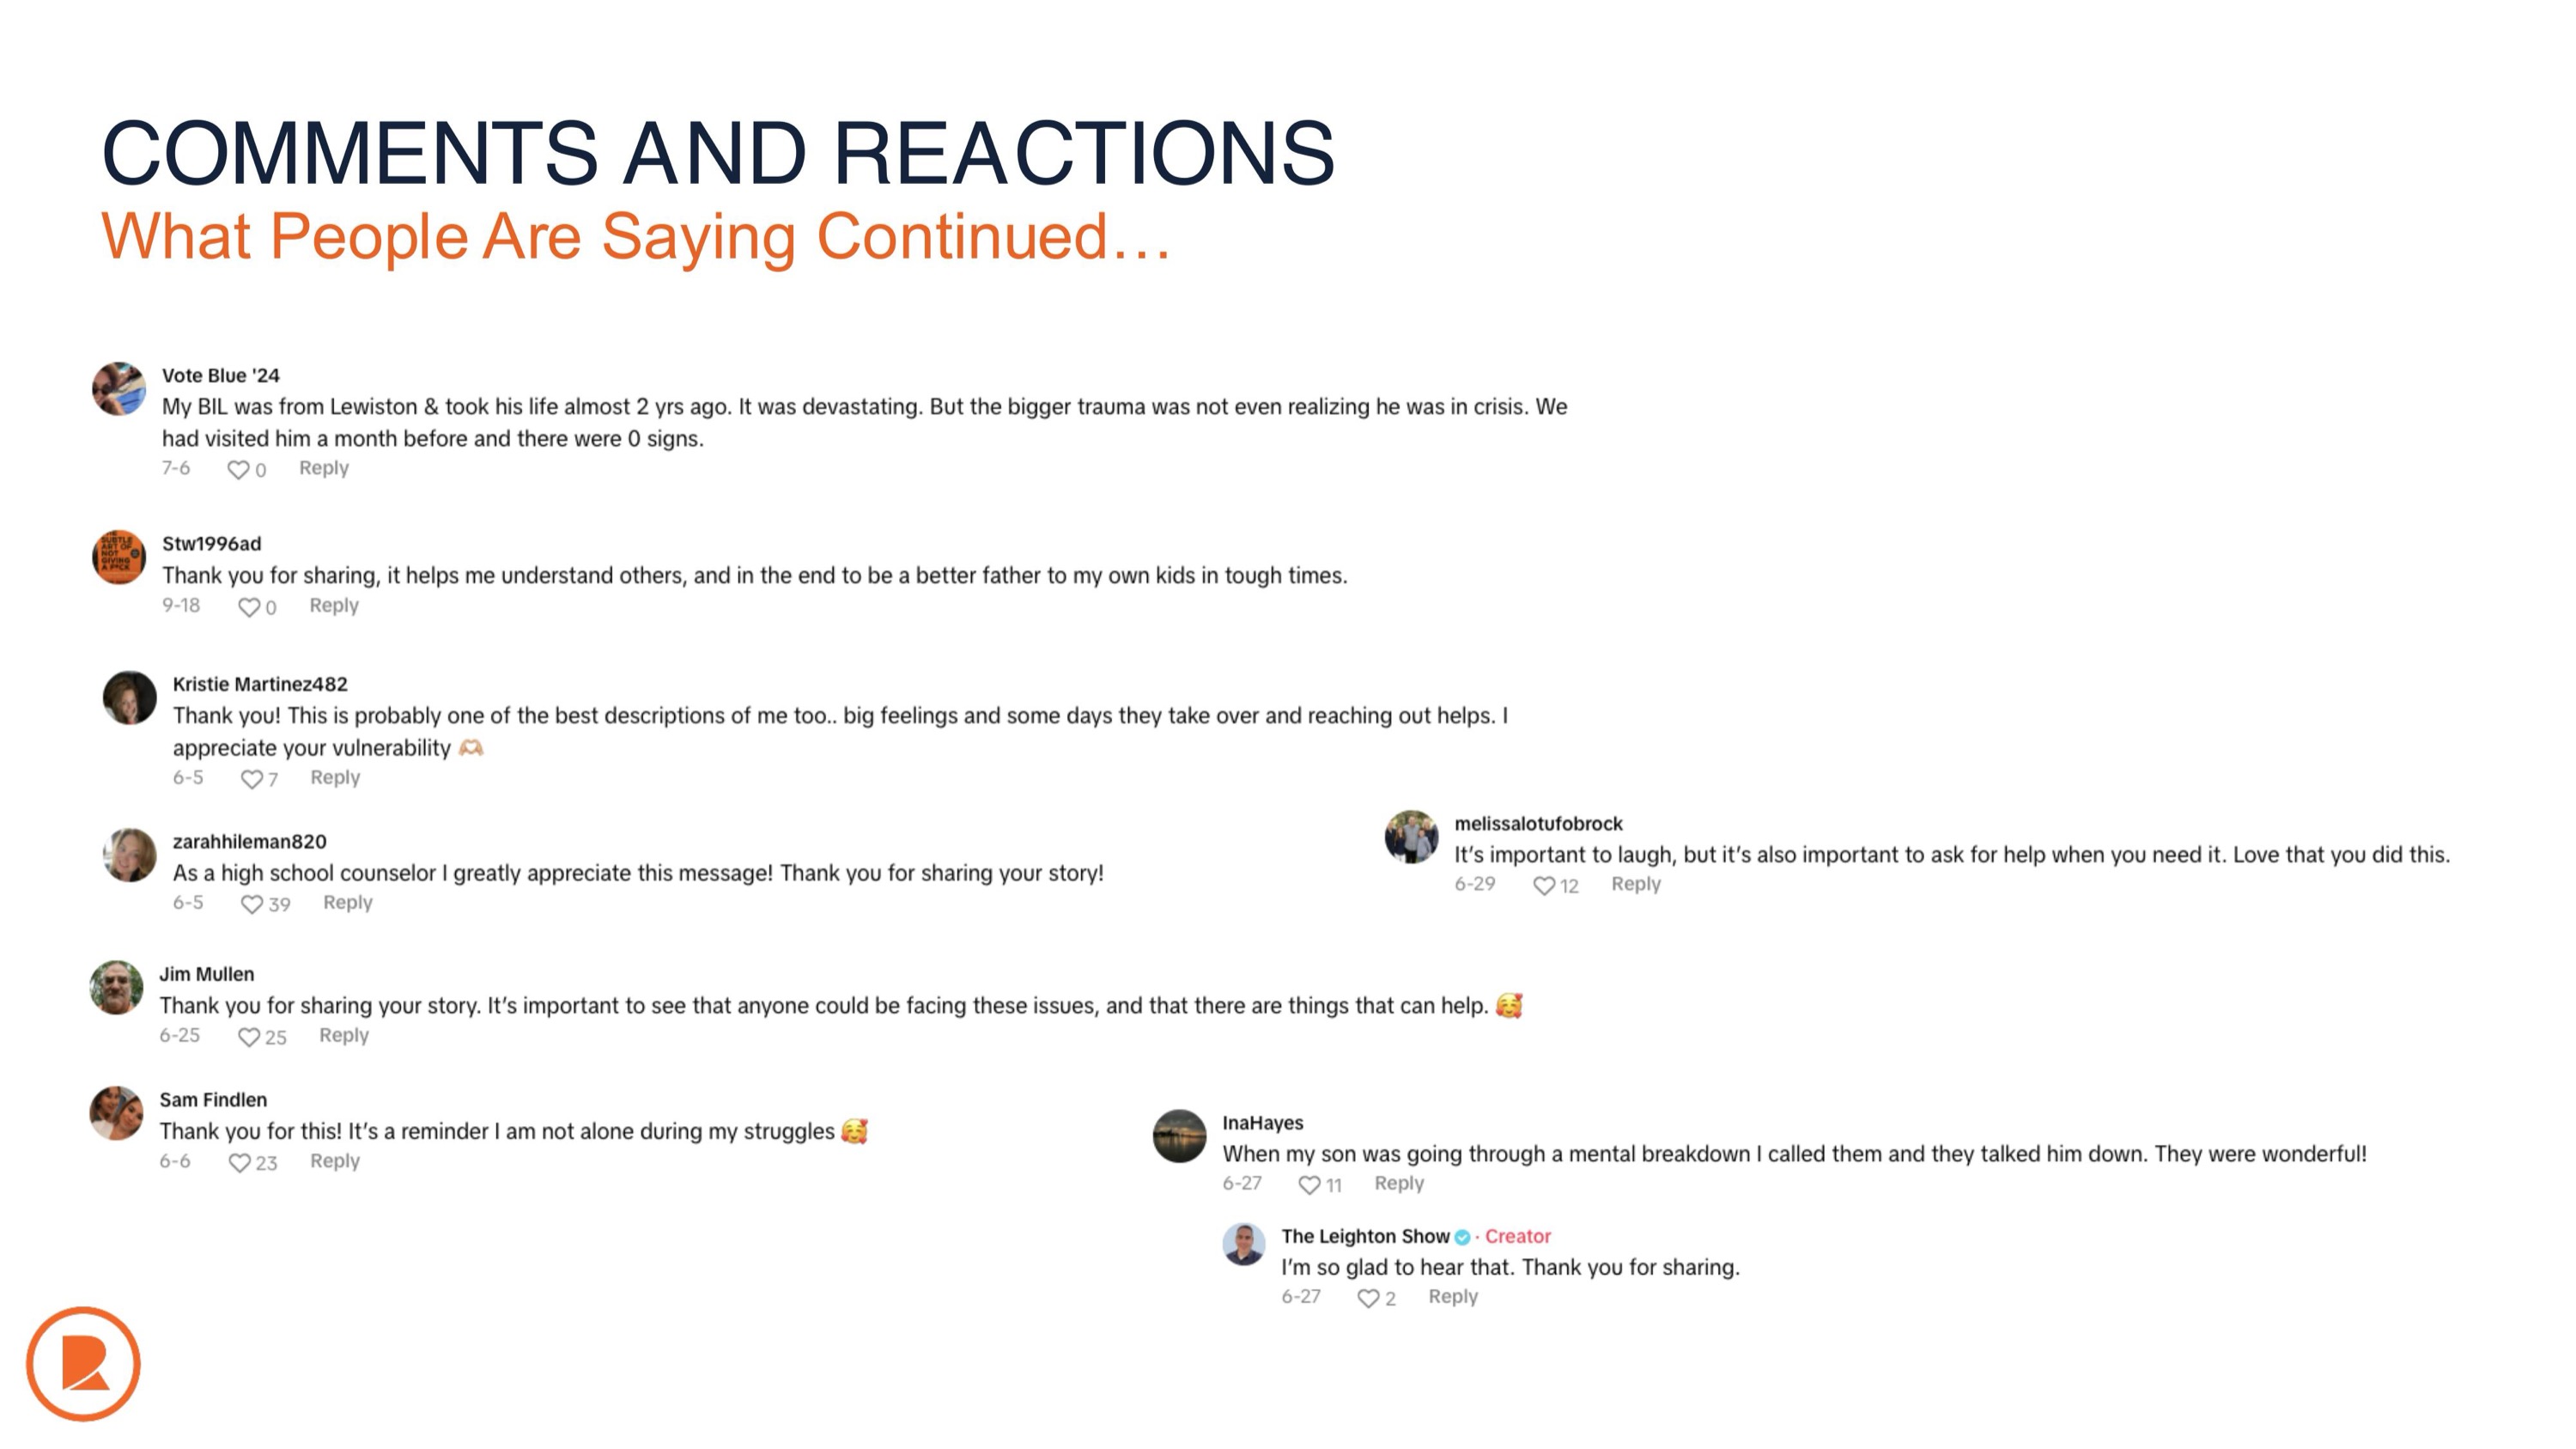 COMMENTS AND REACTIONS
What People Are Saying Continued...
Vote Blue '24
My BIL was from Lewiston & took his life almost 2 yrs ago. It was devastating. But the bigger trauma was not even realizing he was in crisis. We
had visited him a month before and there were 0 signs.
7-6 0 Reply
Stw1996ad
Thank you for sharing, it helps me understand others, and in the end to be a better father to my own kids in tough times.
9-18 0 Reply
Kristie Martinez482
Thank you! This is probably one of the best descriptions of me too.. big feelings and some days they take over and reaching out helps. I
appreciate your vulnerability 🫶🏼
6-5 7 Reply
zarahhileman820
As a high school counselor I greatly appreciate this message! Thank you for sharing your story!
6-5 39 Reply
melissalotufobrock
It's important to laugh, but it's also important to ask for help when you need it. Love that you did this.
6-29 12 Reply
Jim Mullen
Thank you for sharing your story. It's important to see that anyone could be facing these issues, and that there are things that can help. 🥰
6-25 25 Reply
Sam Findlen
Thank you for this! It's a reminder I am not alone during my struggles 🥰
6-6 23 Reply
InaHayes
When my son was going through a mental breakdown I called them and they talked him down. They were wonderful!
6-27 11 Reply
The Leighton Show · Creator
I'm so glad to hear that. Thank you for sharing.
6-27 2 Reply
R